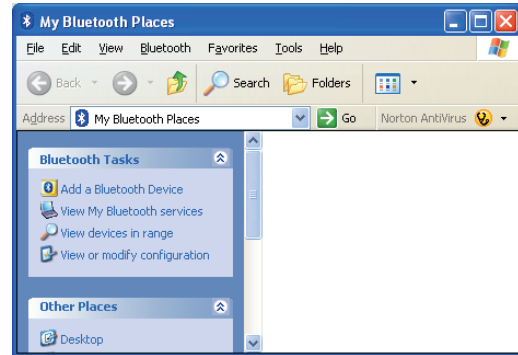 My Bluetooth Places
File Edit View Bluetooth Favorites Tools Help
Back Search Folders
Address My Bluetooth Places Go Norton AntiVirus
Bluetooth Tasks
Add a Bluetooth Device
View My Bluetooth services
View devices in range
View or modify configuration
Other Places
Desktop